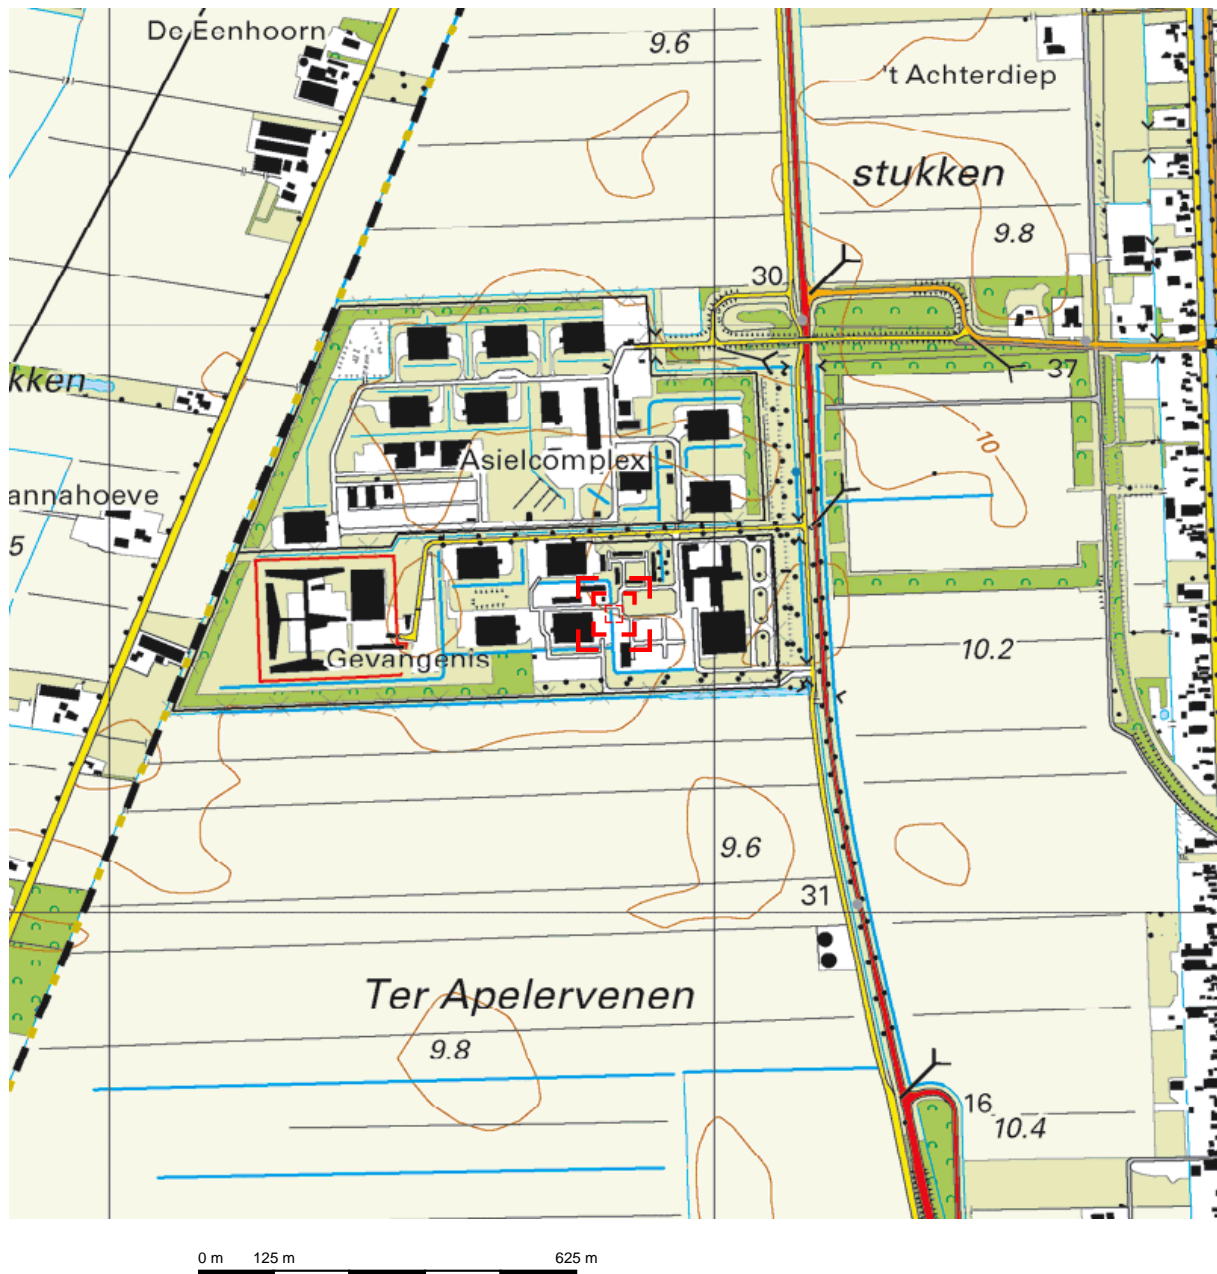 De Eenhoorn
9.6
't Achterdiep
stukken
9.8
30
37
kken
10
Asielcomplex
annahoeve
5
Gevangenis
10.2
9.6
31
Ter Apelervenen
9.8
16
10.4
0 m 125 m 625 m